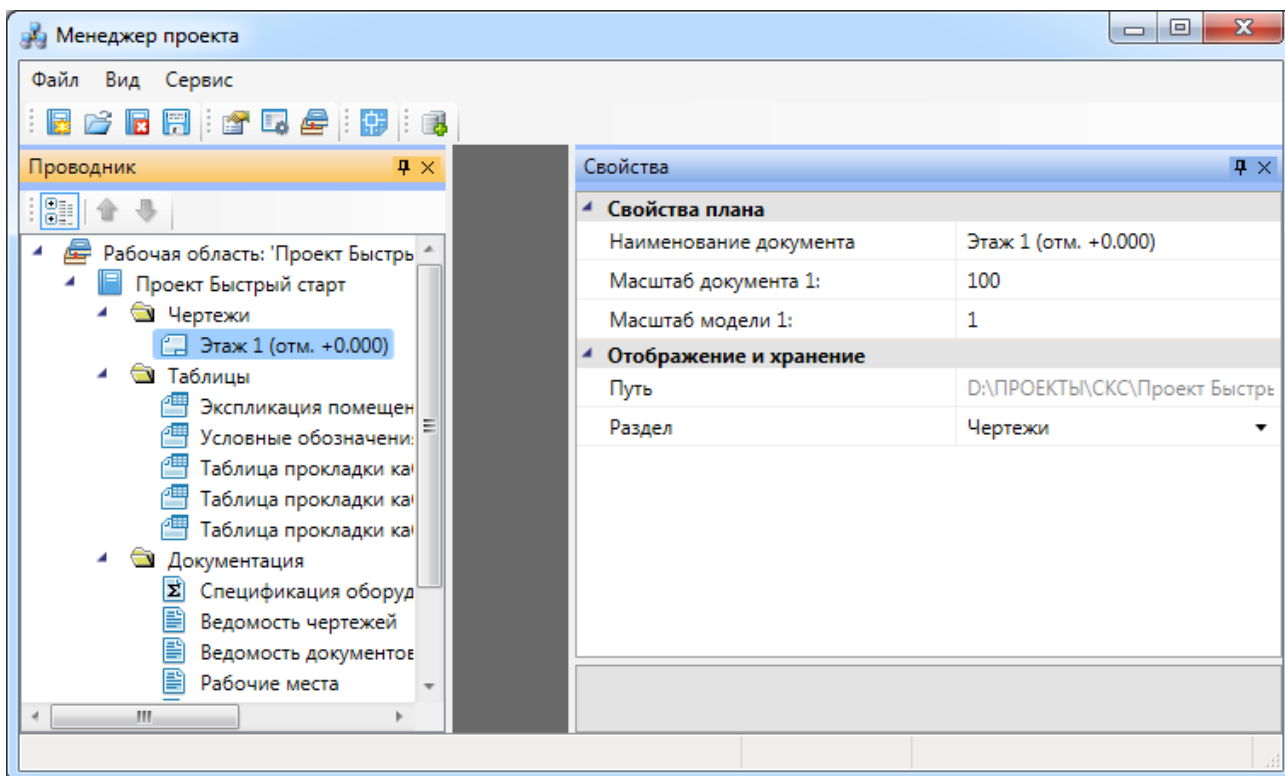 Менеджер проекта
Файл Вид Сервис
Проводник
Рабочая область: 'Проект Быстры
Проект Быстрый старт
Чертежи
Этаж 1 (отм. +0.000)
Таблицы
Экспликация помещен
Условные обозначени
Таблица прокладки ка
Таблица прокладки ка
Таблица прокладки ка
Документация
Спецификация оборуд
Ведомость чертежей
Ведомость документов
Рабочие места
Свойства
Свойства плана
Наименование документа Этаж 1 (отм. +0.000)
Масштаб документа 1: 100
Масштаб модели 1: 1
Отображение и хранение
Путь D:\ПРОЕКТЫ\СКС\Проект Быстры
Раздел Чертежи